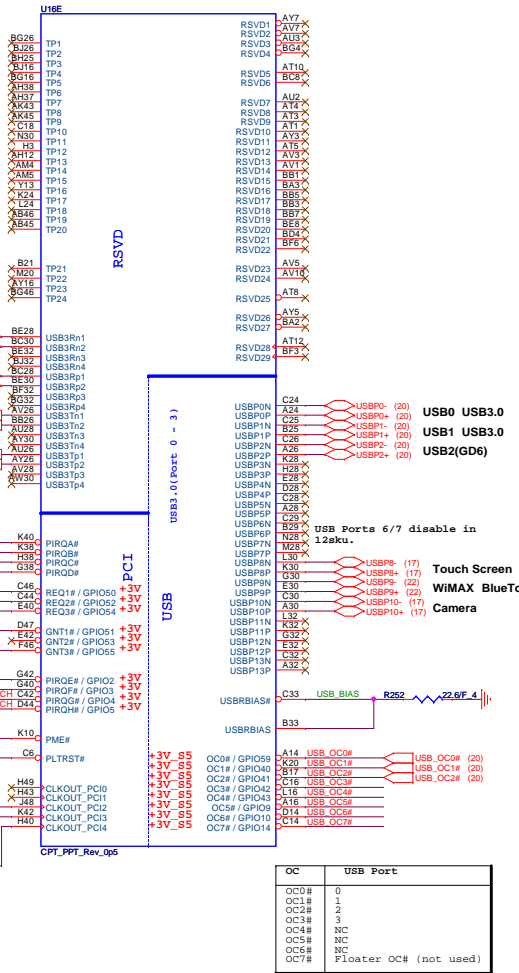 U16E
BG26 TP1
BJ26 TP2
BH25 TP3
BJ16 TP4
BG16 TP5
AH38 TP6
AH37 TP7
AK43 TP8
AK45 TP9
C18 TP10
N30 TP11
H3 TP12
AH12 TP13
AM4 TP14
AM5 TP15
Y13 TP16
K24 TP17
L24 TP18
AB46 TP19
AB45 TP20
B21 TP21
M20 TP22
AY16 TP23
BG46 TP24
RSVD
RSVD1 AY7
RSVD2 AV7
RSVD3 AU3
RSVD4 BG4
RSVD5 AT10
RSVD6 BC8
RSVD7 AU2
RSVD8 AT4
RSVD9 AT3
RSVD10 AT1
RSVD11 AY3
RSVD12 AT5
RSVD13 AV3
RSVD14 AV1
RSVD15 BB1
RSVD16 BA3
RSVD17 BB5
RSVD18 BB3
RSVD19 BB7
RSVD20 BE8
RSVD21 BD4
RSVD22 BF6
RSVD23 AV5
RSVD24 AV10
RSVD25 AT8
RSVD26 AY5
RSVD27 BA2
RSVD28 AT12
RSVD29 BF3
BE28 USB3Rn1
BC30 USB3Rn2
BE32 USB3Rn3
BJ32 USB3Rn4
BC28 USB3Rp1
BE30 USB3Rp2
BF32 USB3Rp3
BG32 USB3Rp4
AV26 USB3Tn1
BB26 USB3Tn2
AU28 USB3Tn3
AY30 USB3Tn4
AU26 USB3Tp1
AY26 USB3Tp2
AV28 USB3Tp3
AW30 USB3Tp4
USB3.0(Port 0 ~ 3)
USBP0N C24 USBP0- (20)
USBP0P A24 USBP0+ (20) USB0 USB3.0
USBP1N C25 USBP1- (20)
USBP1P B25 USBP1+ (20) USB1 USB3.0
USBP2N C26 USBP2- (20)
USBP2P A26 USBP2+ (20) USB2(GD6)
USBP3N K28
USBP3P H28
USBP4N E28
USBP4P D28
USBP5N C28
USBP5P A28
USBP6N C29
USBP6P B29
USBP7N N28
USBP7P M28
USB Ports 6/7 disable in
12sku.
USBP8N L30 USBP8- (17)
USBP8P K30 USBP8+ (17) Touch Screen
USBP9N G30 USBP9- (22)
USBP9P E30 USBP9+ (22) WiMAX BlueTo
USBP10N C30 USBP10- (17)
USBP10P A30 USBP10+ (17) Camera
USBP11N L32
USBP11P K32
USBP12N G32
USBP12P E32
USBP13N C32
USBP13P A32
PCI
USB
K40 PIRQA#
K38 PIRQB#
H38 PIRQC#
G38 PIRQD#
C46 REQ1# / GPIO50 +3V
C44 REQ2# / GPIO52 +3V
E40 REQ3# / GPIO54 +3V
D47 GNT1# / GPIO51 +3V
E42 GNT2# / GPIO53 +3V
F46 GNT3# / GPIO55 +3V
G42 PIRQE# / GPIO2 +3V
G40 PIRQF# / GPIO3 +3V
CH C42 PIRQG# / GPIO4 +3V
CH D44 PIRQH# / GPIO5 +3V
K10 PME#
C6 PLTRST#
H49 CLKOUT_PCI0
H43 CLKOUT_PCI1
J48 CLKOUT_PCI2
K42 CLKOUT_PCI3
H40 CLKOUT_PCI4
USBRBIAS# C33 USB_BIAS R252 22.6/F_4
USBRBIAS B33
+3V_S5 OC0# / GPIO59 A14 USB_OC0# USB_OC0# (20)
+3V_S5 OC1# / GPIO40 K20 USB_OC1# USB_OC1# (20)
+3V_S5 OC2# / GPIO41 B17 USB_OC2# USB_OC2# (20)
+3V_S5 OC3# / GPIO42 C16 USB_OC3#
+3V_S5 OC4# / GPIO43 L16 USB_OC4#
+3V_S5 OC5# / GPIO9 A16 USB_OC5#
+3V_S5 OC6# / GPIO10 D14 USB_OC6#
+3V_S5 OC7# / GPIO14 C14 USB_OC7#
CPT_PPT_Rev_0p5
OC USB Port
OC0# 0
OC1# 1
OC2# 2
OC3# 3
OC4# NC
OC5# NC
OC6# NC
OC7# Floater OC# (not used)